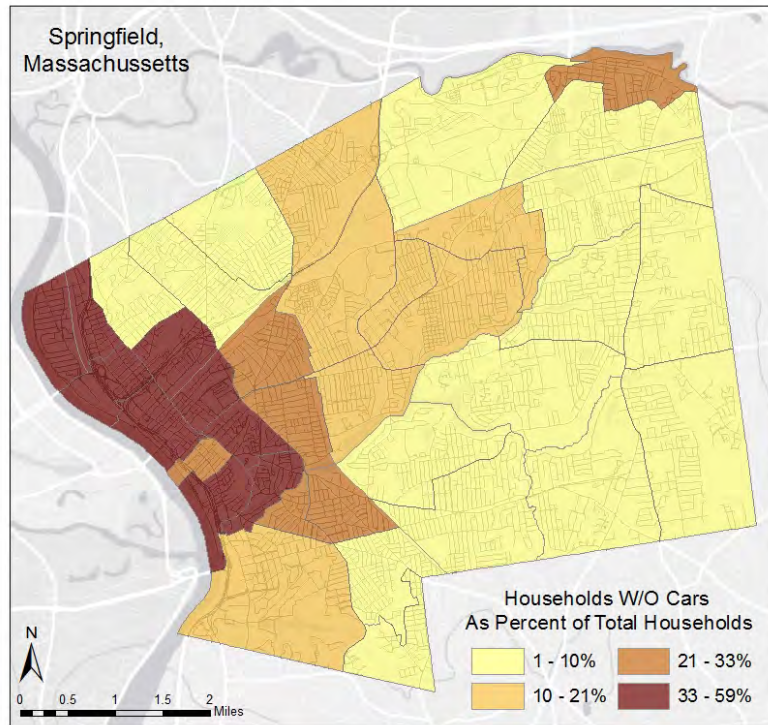 Springfield,
Massachussetts
Households W/O Cars
As Percent of Total Households
1 - 10%
21 - 33%
10 - 21%
33 - 59%
N
0 0.5 1 1.5 2
Miles